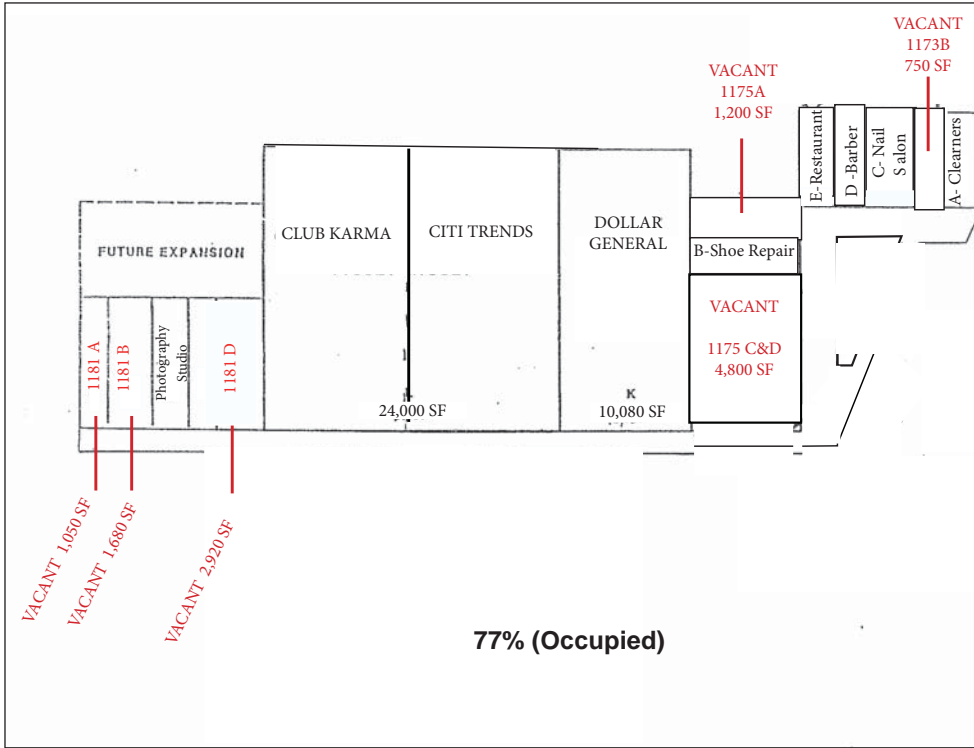 VACANT
1173B
750 SF
VACANT
1175A
1,200 SF
E-Restaurant
D -Barber
C- Nail
S alon
A- Clearners
FUTURE EXPANSION
CLUB KARMA
CITI TRENDS
DOLLAR
GENERAL
B-Shoe Repair
VACANT
1175 C&D
4,800 SF
1181 A
1181 B
Photography
Studio
1181 D
24,000 SF
K
10,080 SF
VACANT 1,050 SF
VACANT 1,680 SF
VACANT 2,920 SF
77% (Occupied)